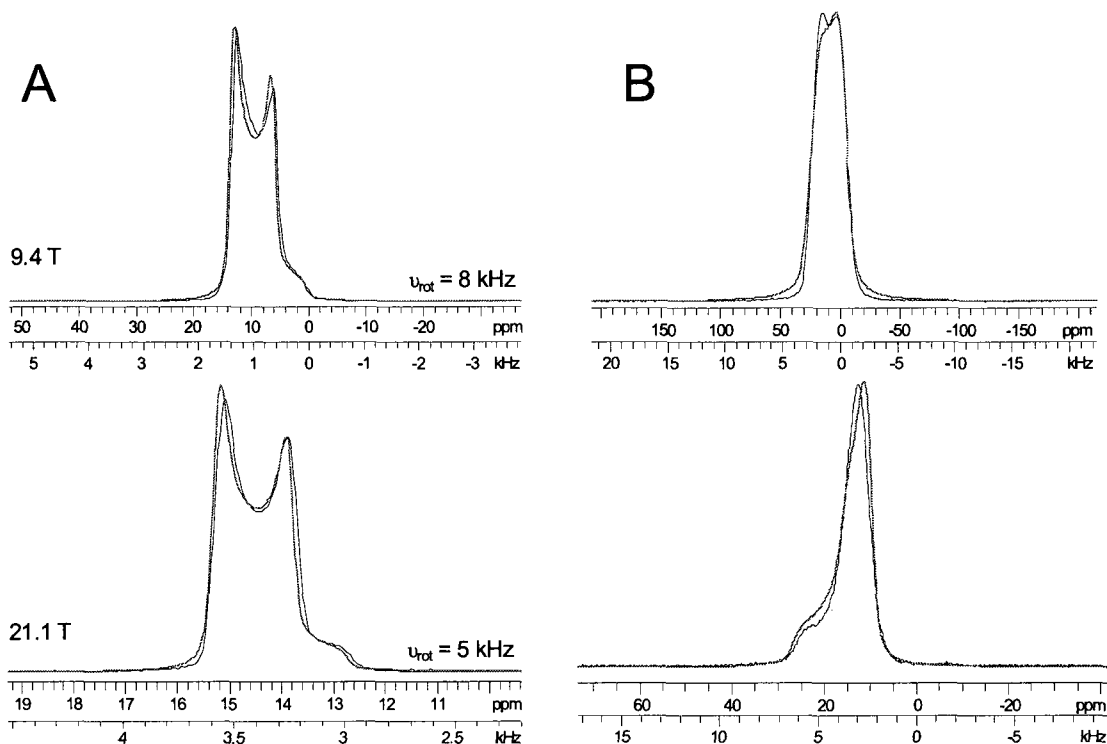 A
B
9.4 T
υrot = 8 kHz
50 40 30 20 10 0 -10 -20 ppm
5 4 3 2 1 0 -1 -2 -3 kHz
150 100 50 0 -50 -100 -150 ppm
20 15 10 5 0 -5 -10 -15 kHz
21.1 T
υrot = 5 kHz
19 18 17 16 15 14 13 12 11 ppm
4 3.5 3 2.5 kHz
60 40 20 0 -20 ppm
15 10 5 0 -5 kHz